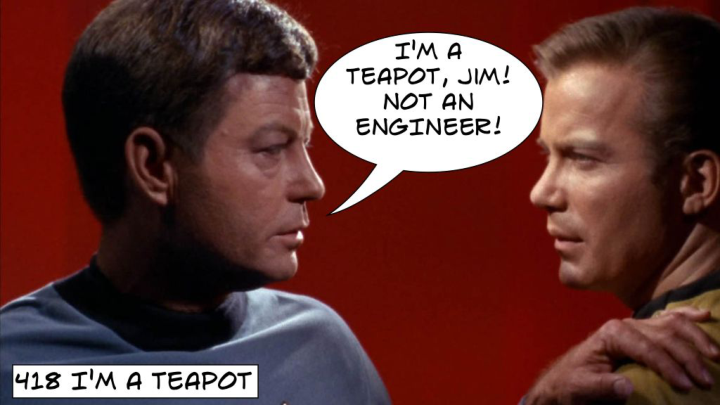 I'M A
TEAPOT, JIM!
NOT AN
ENGINEER!
418 I'M A TEAPOT